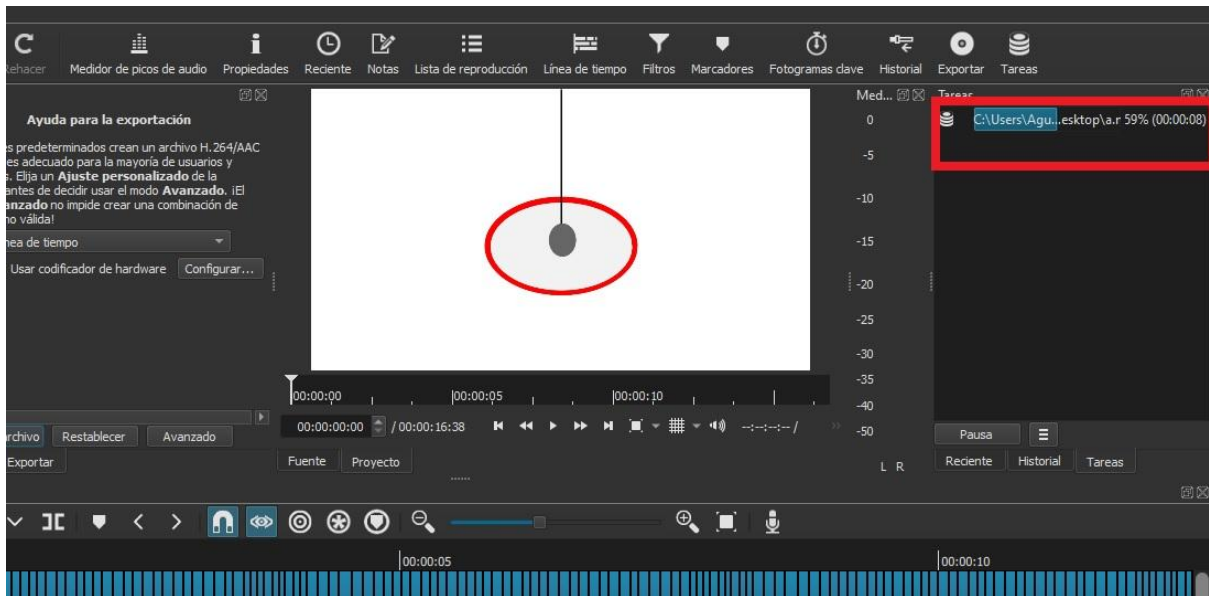 Rehacer Medidor de picos de audio Propiedades Reciente Notas Lista de reproducción Línea de tiempo Filtros Marcadores Fotogramas clave Historial Exportar Tareas
Ayuda para la exportación
predeterminados crean un archivo H.264/AAC
es adecuado para la mayoría de usuarios y
Elija un Ajuste personalizado de la
antes de decidir usar el modo Avanzado. ¡El
no impide crear una combinación de
no válida!
de tiempo
Usar codificador de hardware Configurar...
Restablecer Avanzado
Exportar
00:00:00 00:00:05 00:00:10
00:00:00:00 / 00:00:16:38 --:--:--/
Fuente Proyecto
Med...
0
-5
-10
-15
-20
-25
-30
-35
-40
-50
L R
Tareas
C:\Users\Agu...esktop\a.r 59% (00:00:08)
Pausa
Reciente Historial Tareas
00:00:05 00:00:10